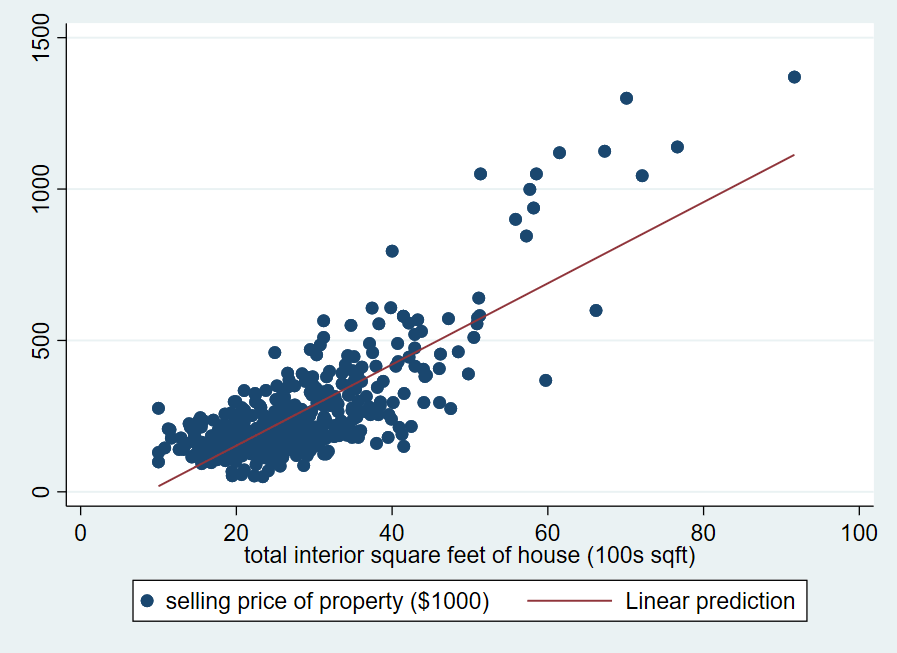 1500
1000
500
0
0 20 40 60 80 100
total interior square feet of house (100s sqft)
selling price of property ($1000) Linear prediction